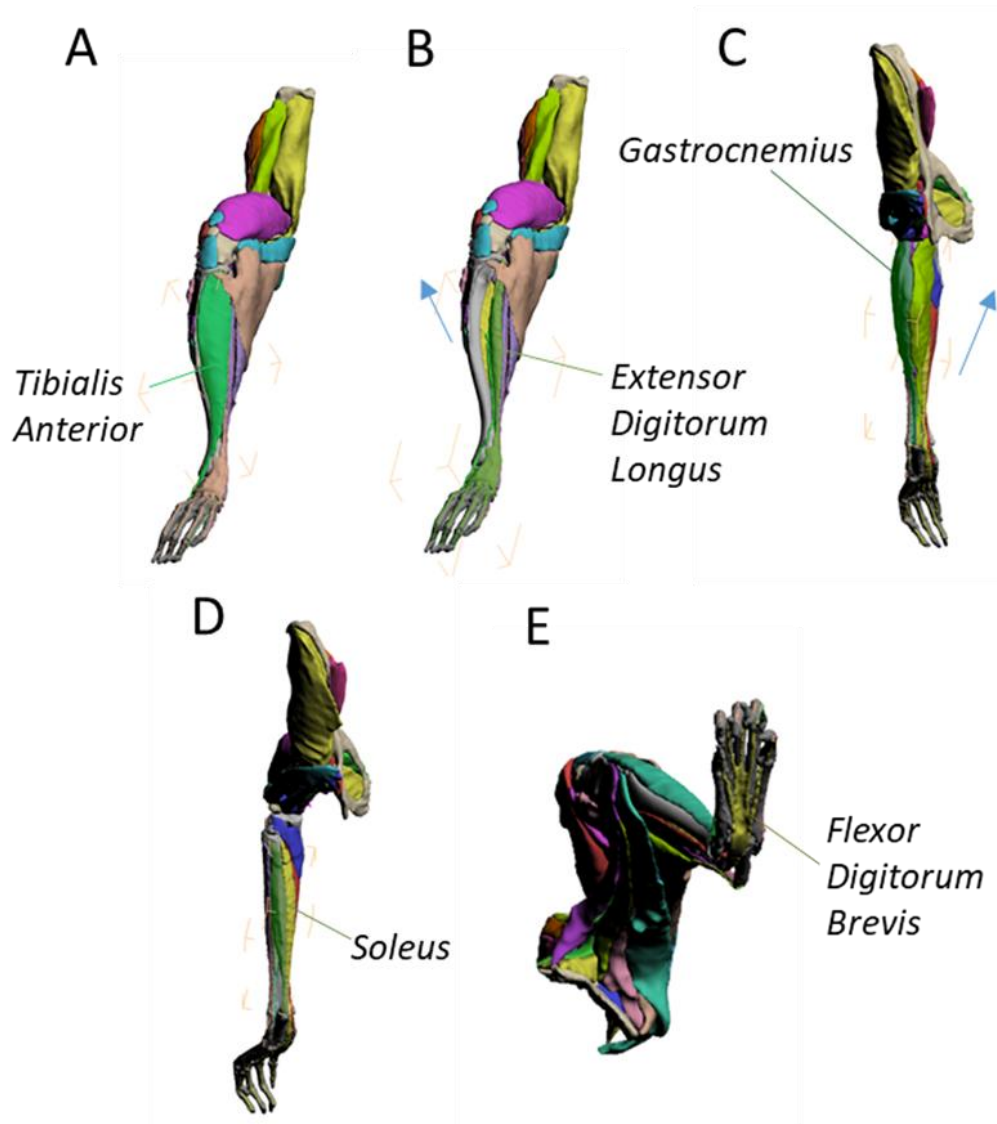 A
B
C
Gastrocnemius
Tibialis
Anterior
Extensor
Digitorum
Longus
D
E
Soleus
Flexor
Digitorum
Brevis